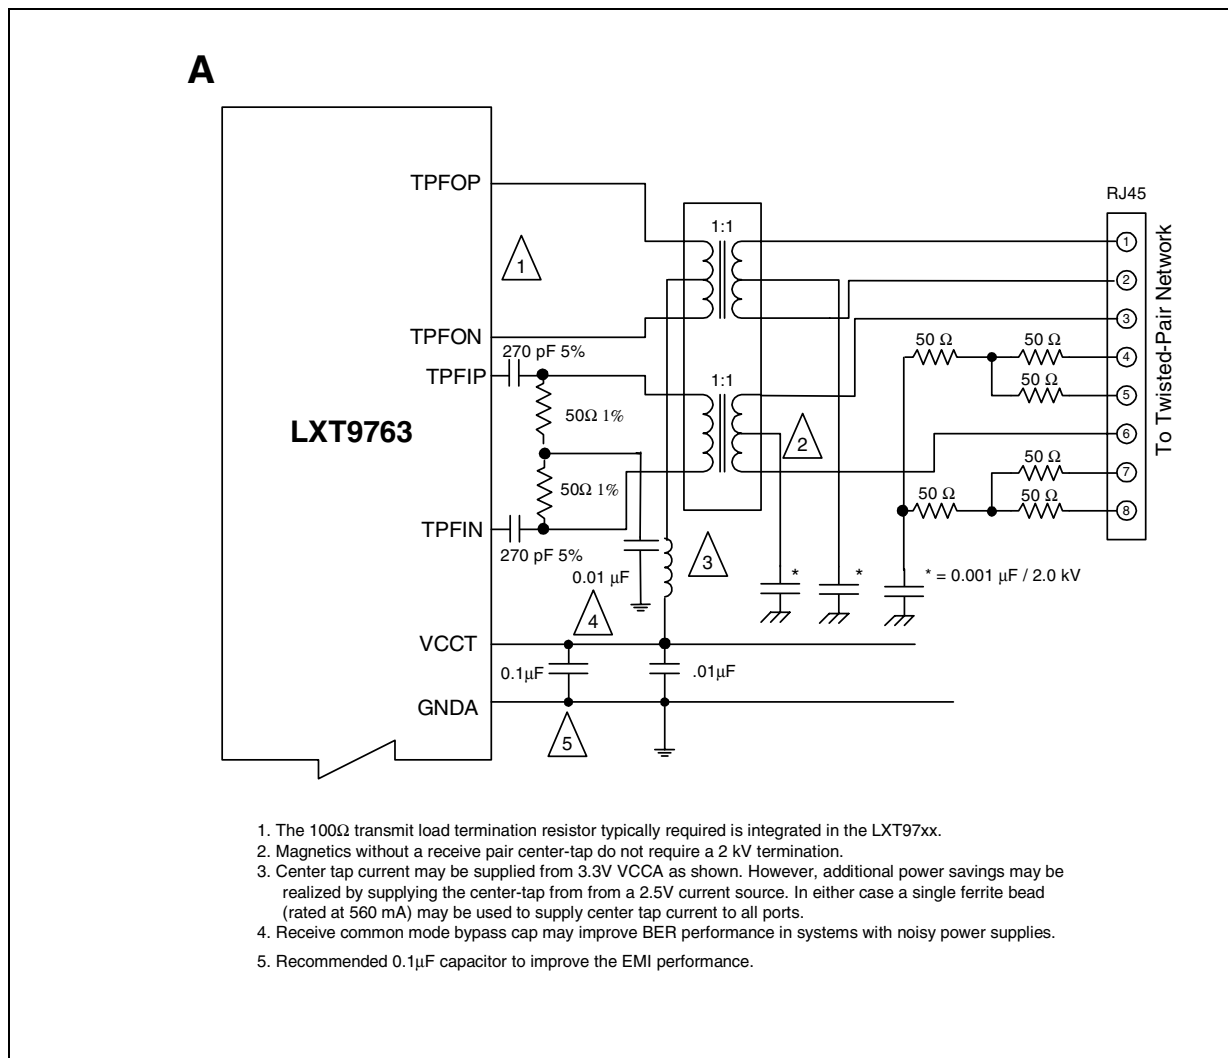 A
TPFOP
RJ45
1:1
1
1
2
To Twisted-Pair Network
3
TPFON
270 pF 5%
50 Ω
50 Ω
4
TPFIP
1:1
50 Ω
5
50Ω 1%
LXT9763
2
6
50 Ω
7
50Ω 1%
50 Ω
50 Ω
8
TPFIN
270 pF 5%
3
0.01 µF
*
*
* = 0.001 µF / 2.0 kV
4
VCCT
0.1µF
.01µF
GNDA
5
1. The 100Ω transmit load termination resistor typically required is integrated in the LXT97xx.
2. Magnetics without a receive pair center-tap do not require a 2 kV termination.
3. Center tap current may be supplied from 3.3V VCCA as shown. However, additional power savings may be
realized by supplying the center-tap from from a 2.5V current source. In either case a single ferrite bead
(rated at 560 mA) may be used to supply center tap current to all ports.
4. Receive common mode bypass cap may improve BER performance in systems with noisy power supplies.
5. Recommended 0.1µF capacitor to improve the EMI performance.